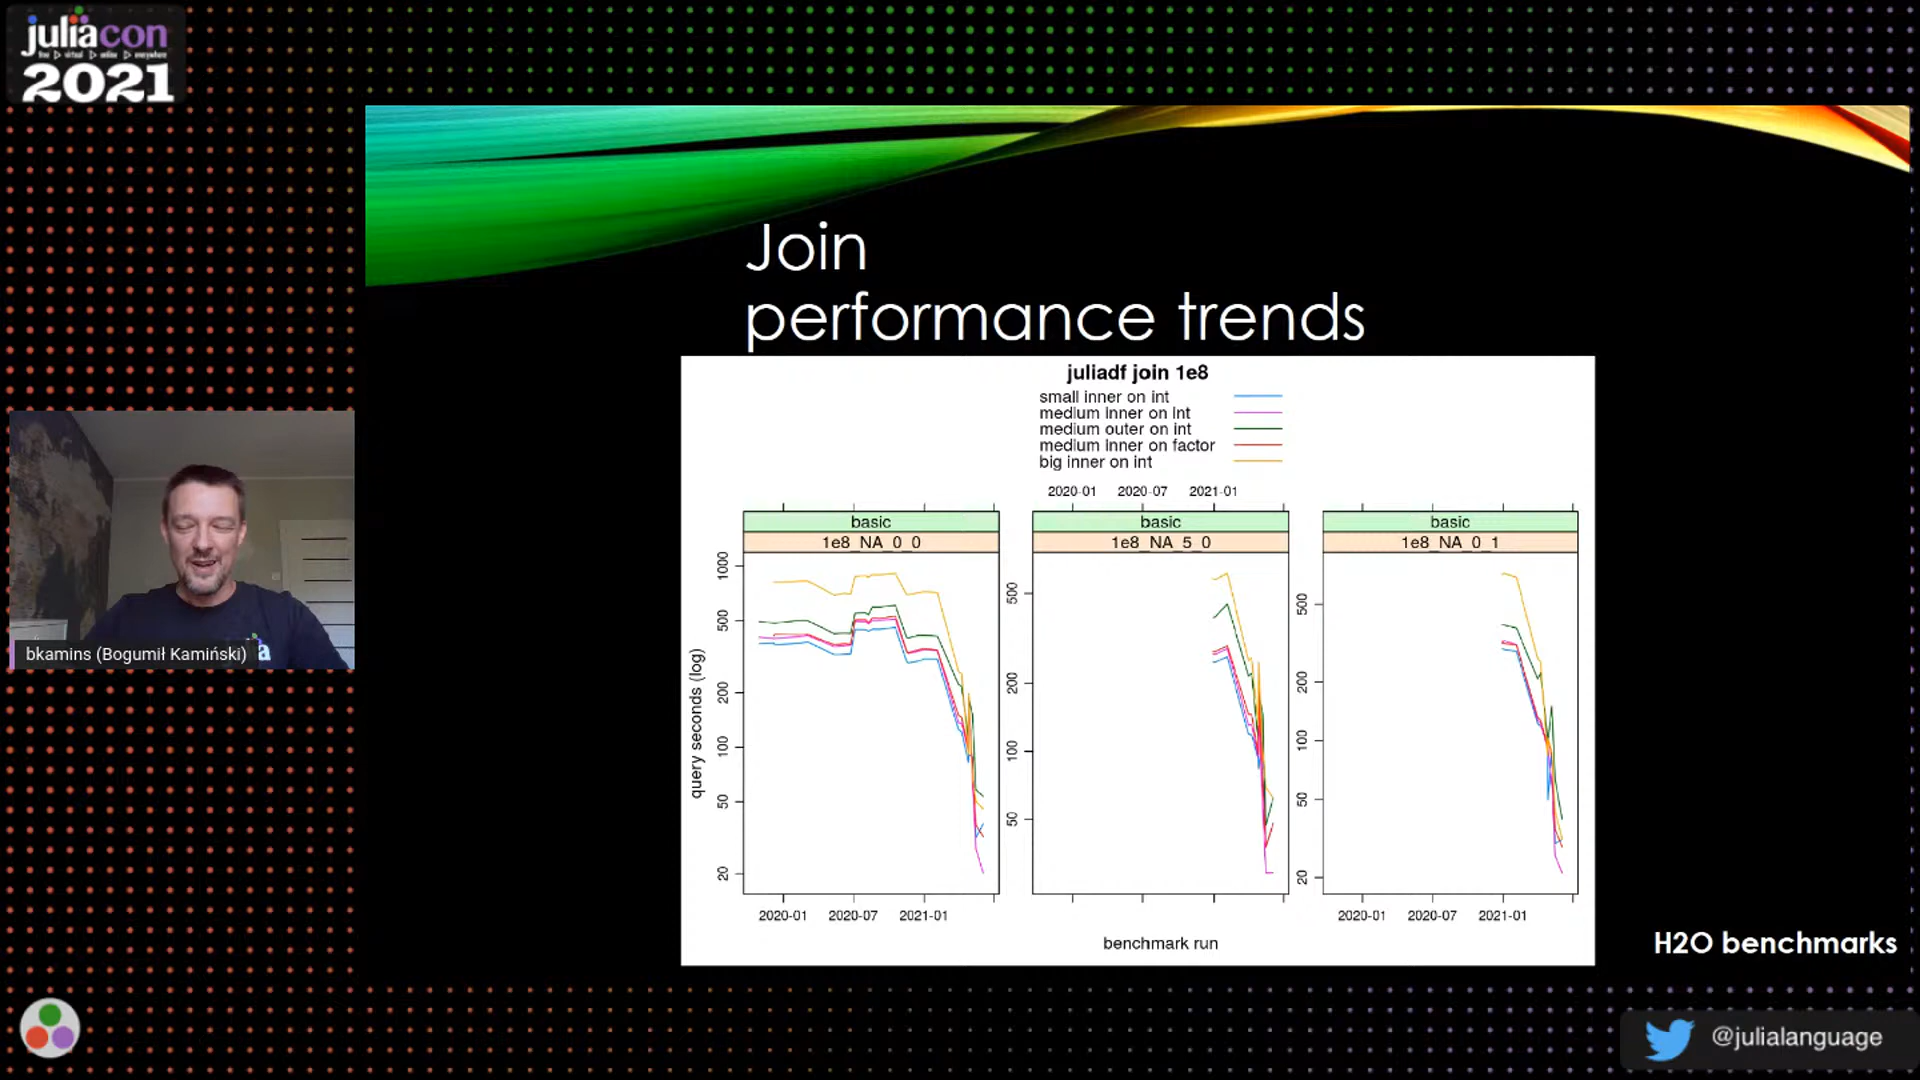 juliacon
2021
Join
performance trends
juliadf join 1e8
small inner on int
medium inner on int
medium outer on int
medium inner on factor
big inner on int
2020-01 2020-07 2021-01
basic basic basic
1e8_NA_0_0 1e8_NA_5_0 1e8_NA_0_1
query seconds (log)
1000
500
200
100
50
20
500
200
100
50
500
200
100
50
20
2020-01 2020-07 2021-01
2020-01 2020-07 2021-01
benchmark run
H2O benchmarks
bkamins (Bogumił Kamiński)
@julialanguage